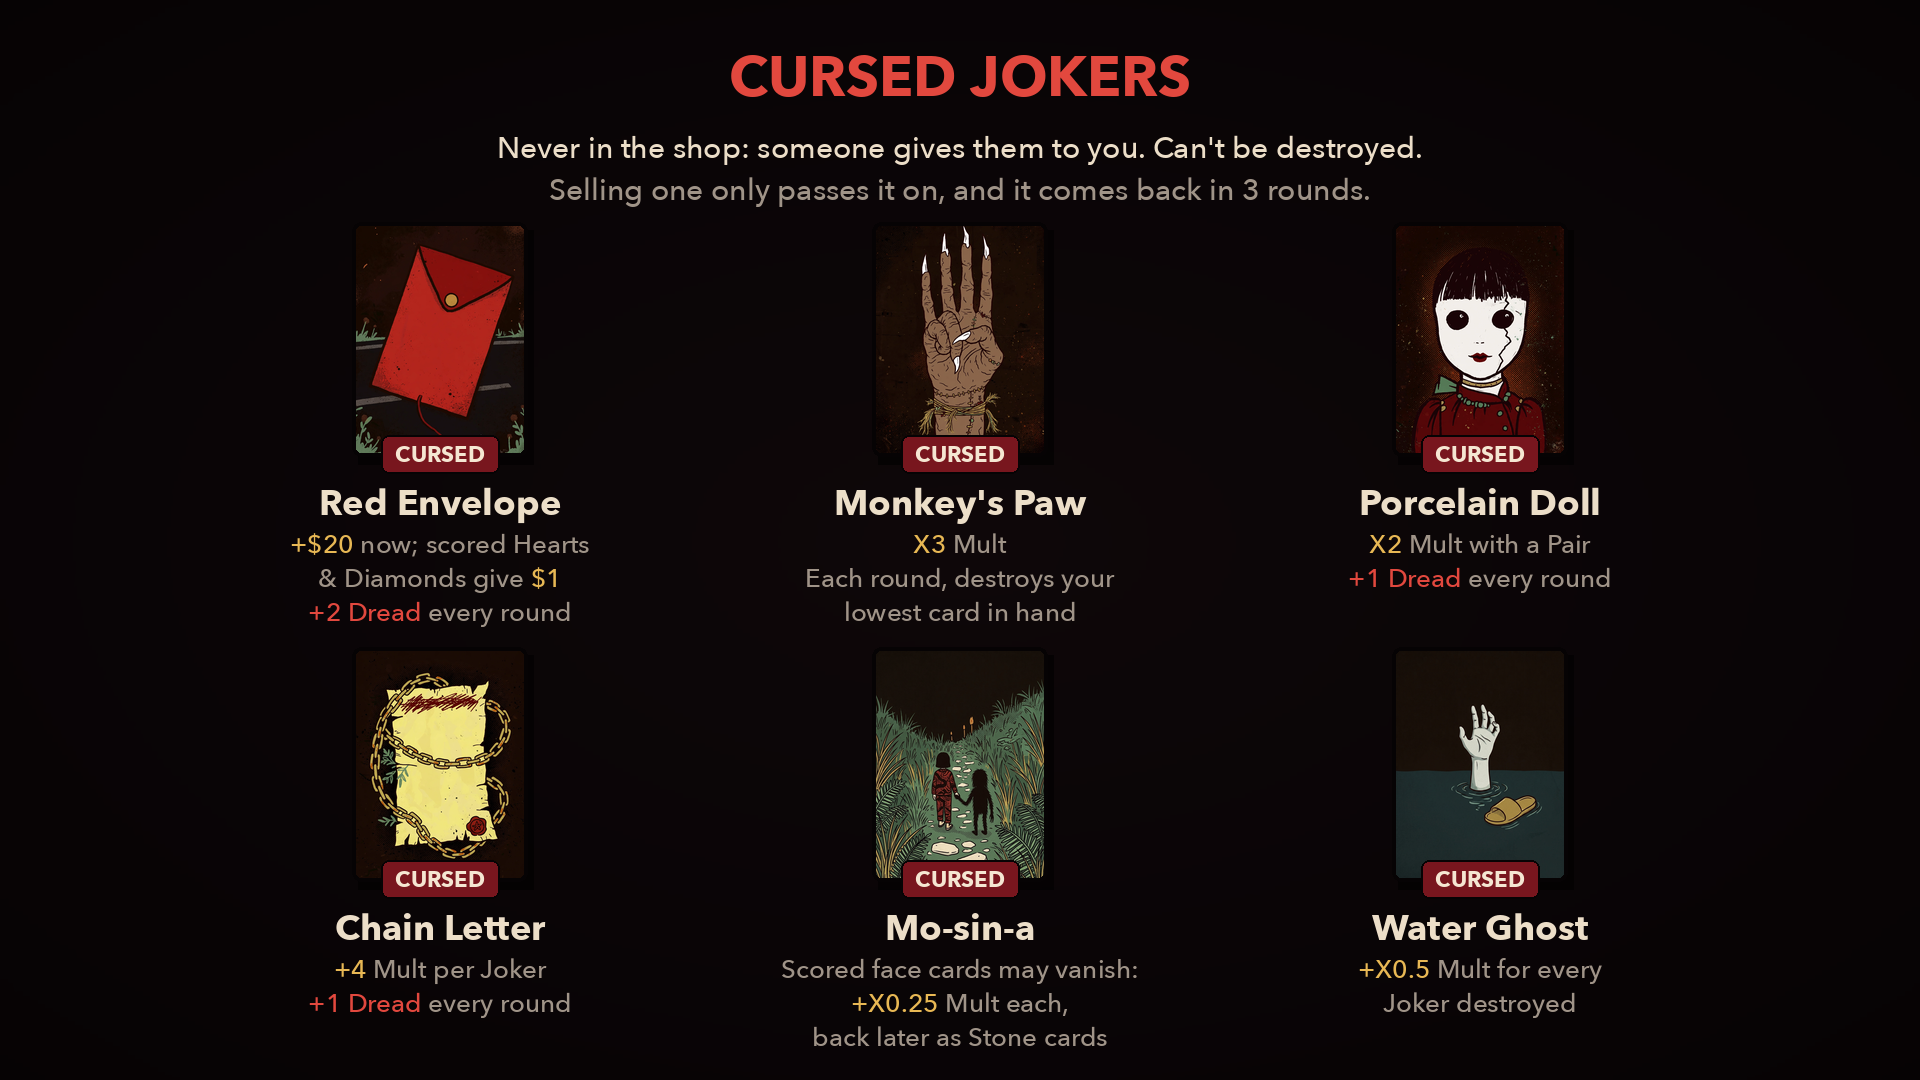 CURSED JOKERS
Never in the shop: someone gives them to you. Can't be destroyed.
Selling one only passes it on, and it comes back in 3 rounds.
CURSED
Red Envelope
+$20 now; scored Hearts
& Diamonds give $1
+2 Dread every round
CURSED
Monkey's Paw
X3 Mult
Each round, destroys your
lowest card in hand
CURSED
Porcelain Doll
X2 Mult with a Pair
+1 Dread every round
CURSED
Chain Letter
+4 Mult per Joker
+1 Dread every round
CURSED
Mo-sin-a
Scored face cards may vanish:
+X0.25 Mult each,
back later as Stone cards
CURSED
Water Ghost
+X0.5 Mult for every
Joker destroyed